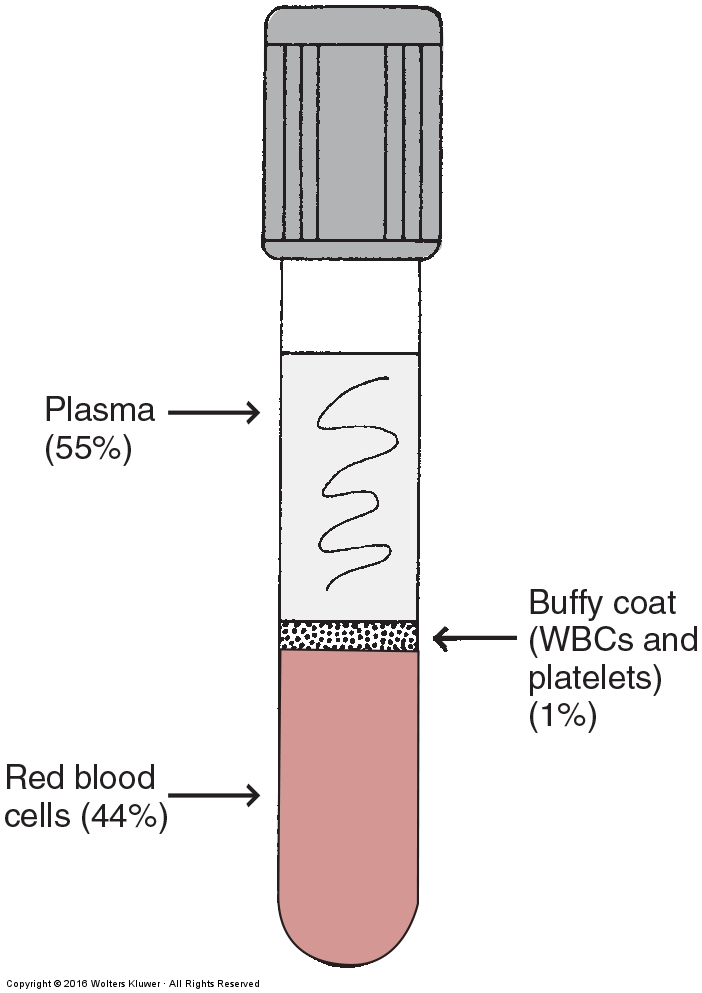 Plasma
(55%)
Buffy coat
(WBCs and
platelets)
(1%)
Red blood
cells (44%)
Copyright © 2016 Wolters Kluwer · All Rights Reserved